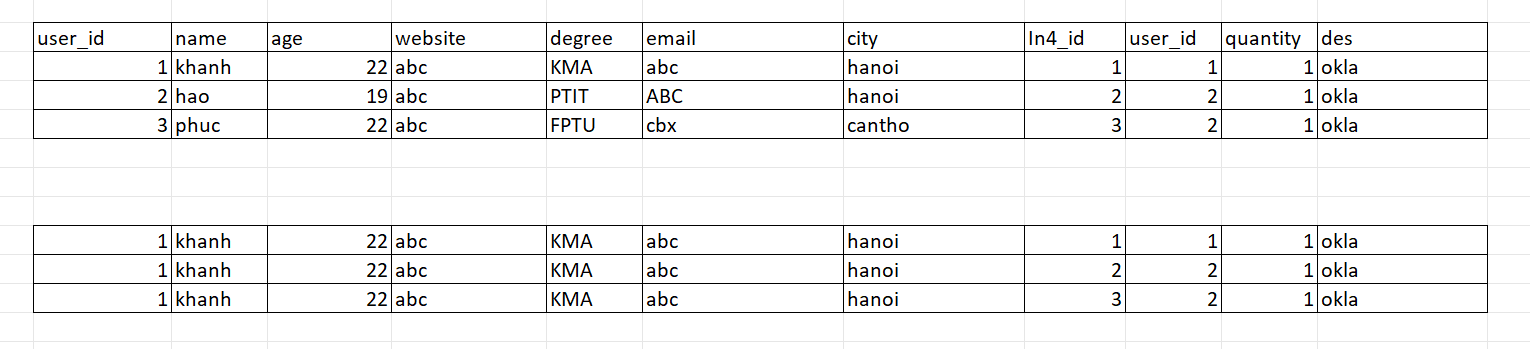 user_id name age website degree email city In4_id user_id quantity des
1 khanh 22 abc KMA abc hanoi 1 1 1 okla
2 hao 19 abc PTIT ABC hanoi 2 2 1 okla
3 phuc 22 abc FPTU cbx cantho 3 2 1 okla
1 khanh 22 abc KMA abc hanoi 1 1 1 okla
1 khanh 22 abc KMA abc hanoi 2 2 1 okla
1 khanh 22 abc KMA abc hanoi 3 2 1 okla